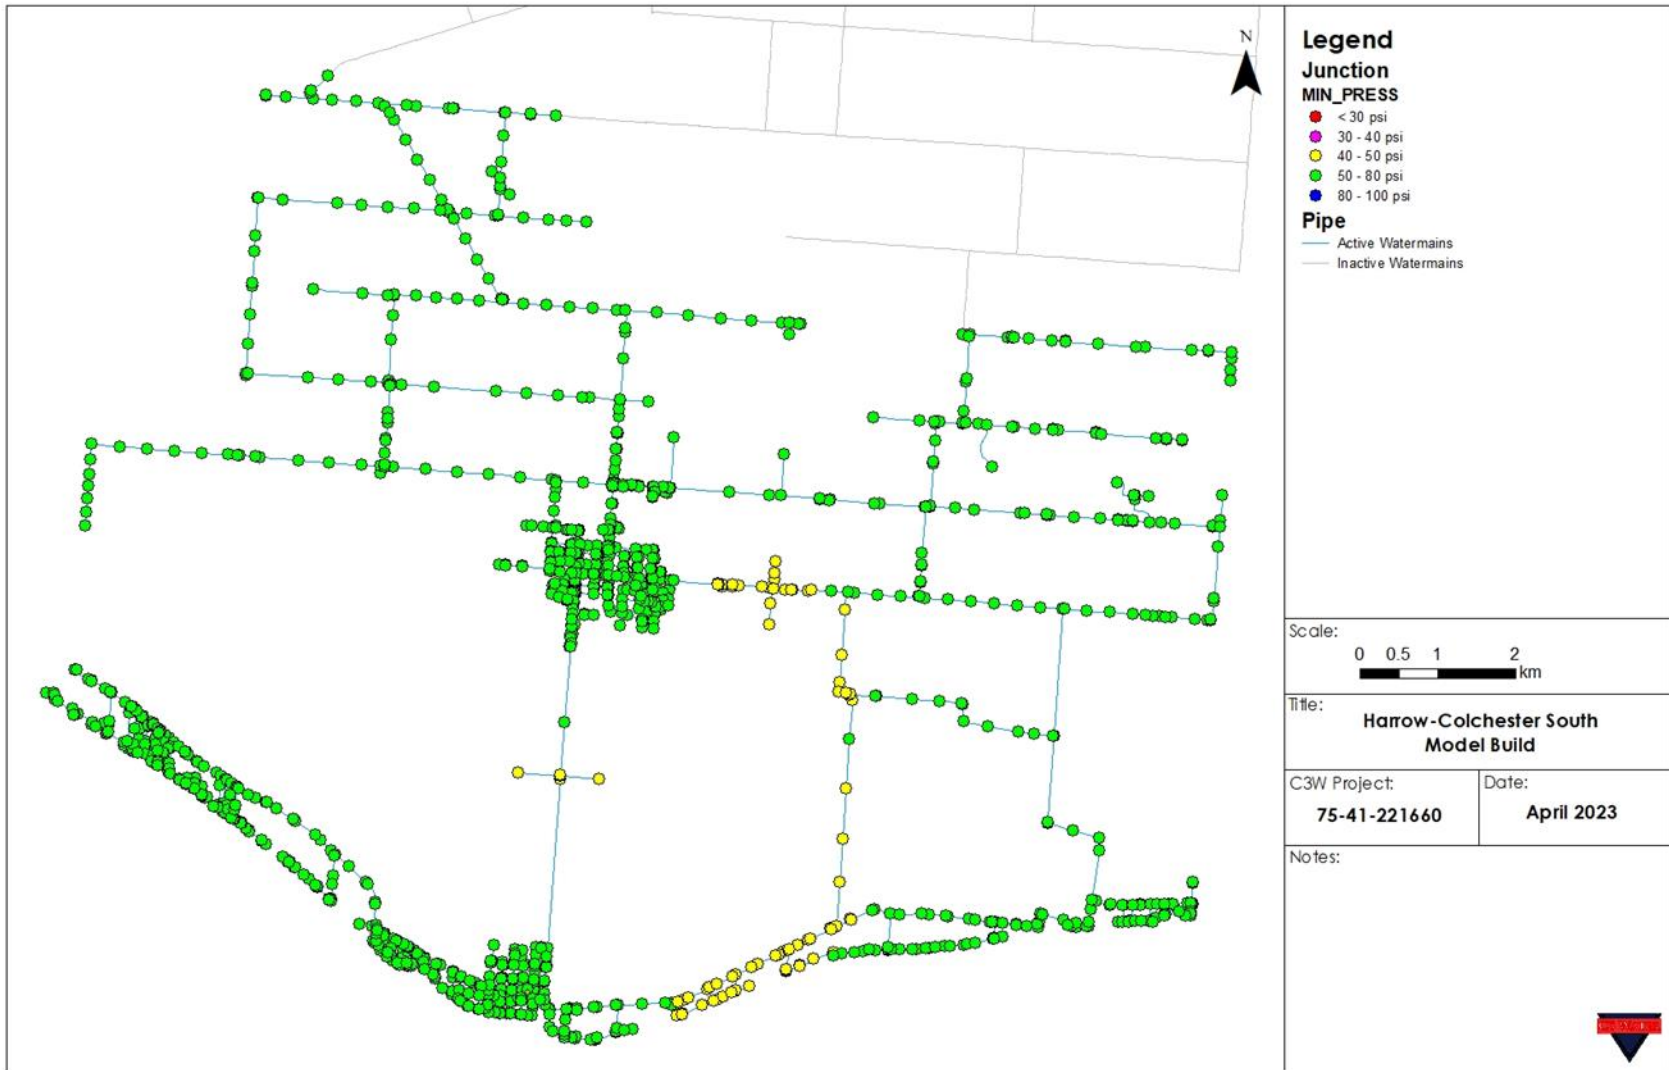 N
Legend
Junction
MIN_PRESS
< 30 psi
30 - 40 psi
40 - 50 psi
50 - 80 psi
80 - 100 psi
Pipe
Active Watermains
Inactive Watermains
Scale:
0 0.5 1 2
km
Title:
Harrow-Colchester South
Model Build
C3W Project:
75-41-221660
Date:
April 2023
Notes: